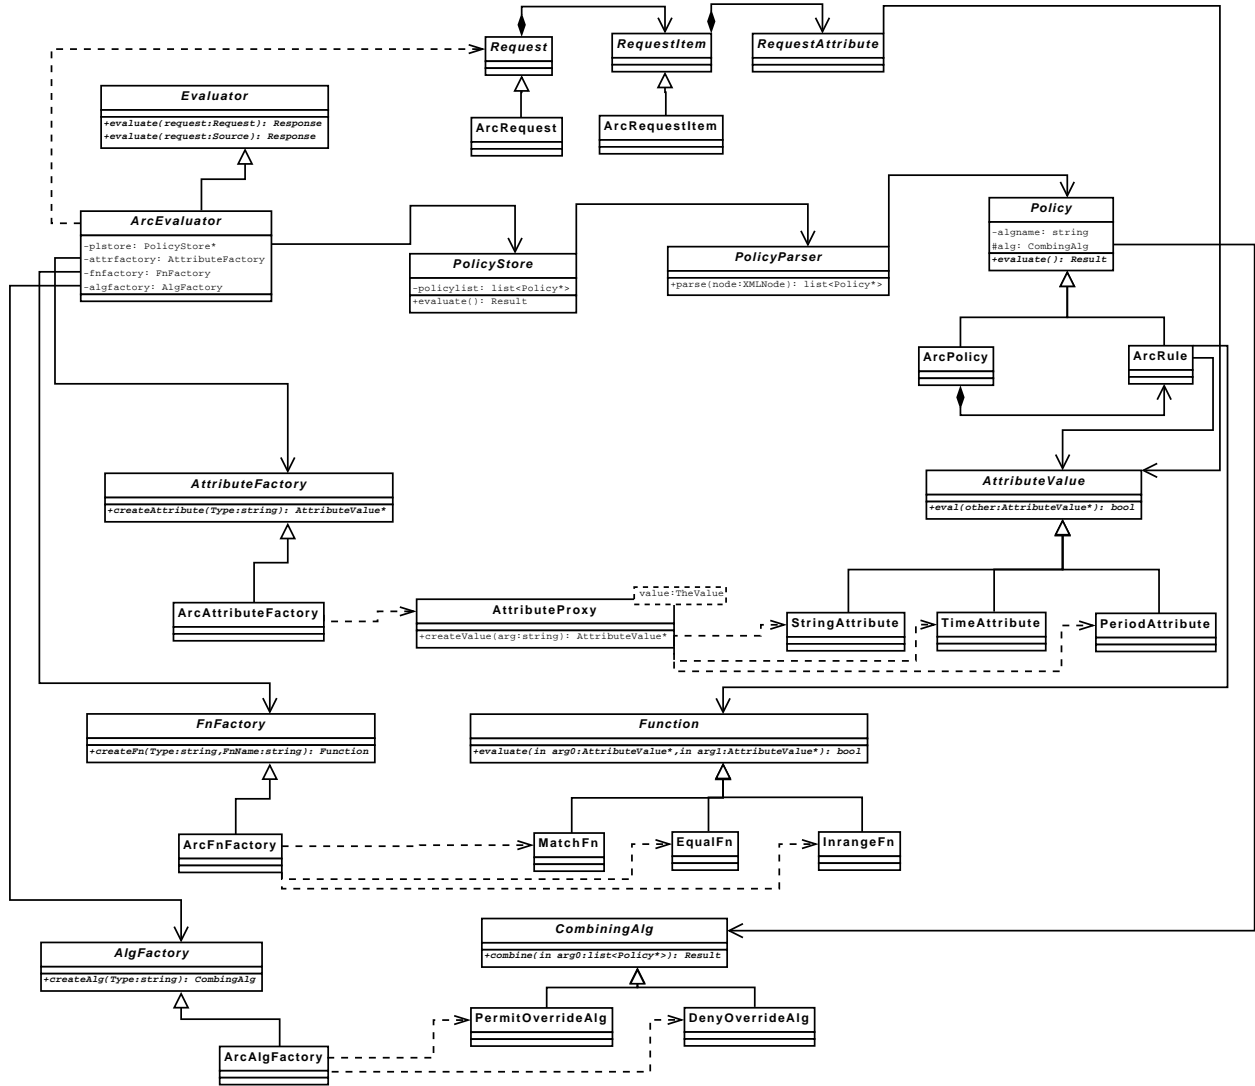 Request
RequestItem
RequestAttribute
Evaluator
+evaluate(request:Request): Response
+evaluate(request:Source): Response
ArcRequest
ArcRequestItem
ArcEvaluator
-plstore: PolicyStore*
-attrfactory: AttributeFactory
-fnfactory: FnFactory
-algfactory: AlgFactory
PolicyStore
-policylist: list<Policy*>
+evaluate(): Result
PolicyParser
+parse(node:XMLNode): list<Policy*>
Policy
-algname: string
#alg: CombingAlg
+evaluate(): Result
ArcPolicy
ArcRule
AttributeFactory
+createAttribute(Type:string): AttributeValue*
AttributeValue
+eval(other:AttributeValue*): bool
ArcAttributeFactory
value:TheValue
AttributeProxy
+createValue(arg:string): AttributeValue*
StringAttribute
TimeAttribute
PeriodAttribute
FnFactory
+createFn(Type:string,FnName:string): Function
Function
+evaluate(in arg0:AttributeValue*,in arg1:AttributeValue*): bool
ArcFnFactory
MatchFn
EqualFn
InrangeFn
AlgFactory
+createAlg(Type:string): CombingAlg
CombiningAlg
+combine(in arg0:list<Policy*>): Result
ArcAlgFactory
PermitOverrideAlg
DenyOverrideAlg